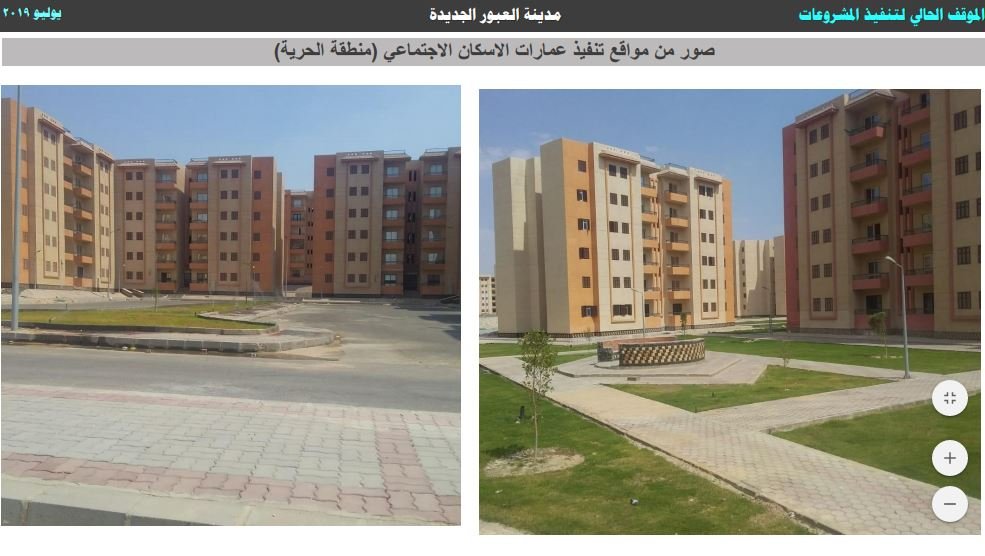 الموقف الحالي لتنفيذ المشروعات
مدينة العبور الجديدة
يوليو ٢٠١٩
صور من مواقع تنفيذ عمارات الاسكان الاجتماعي (منطقة الحرية)